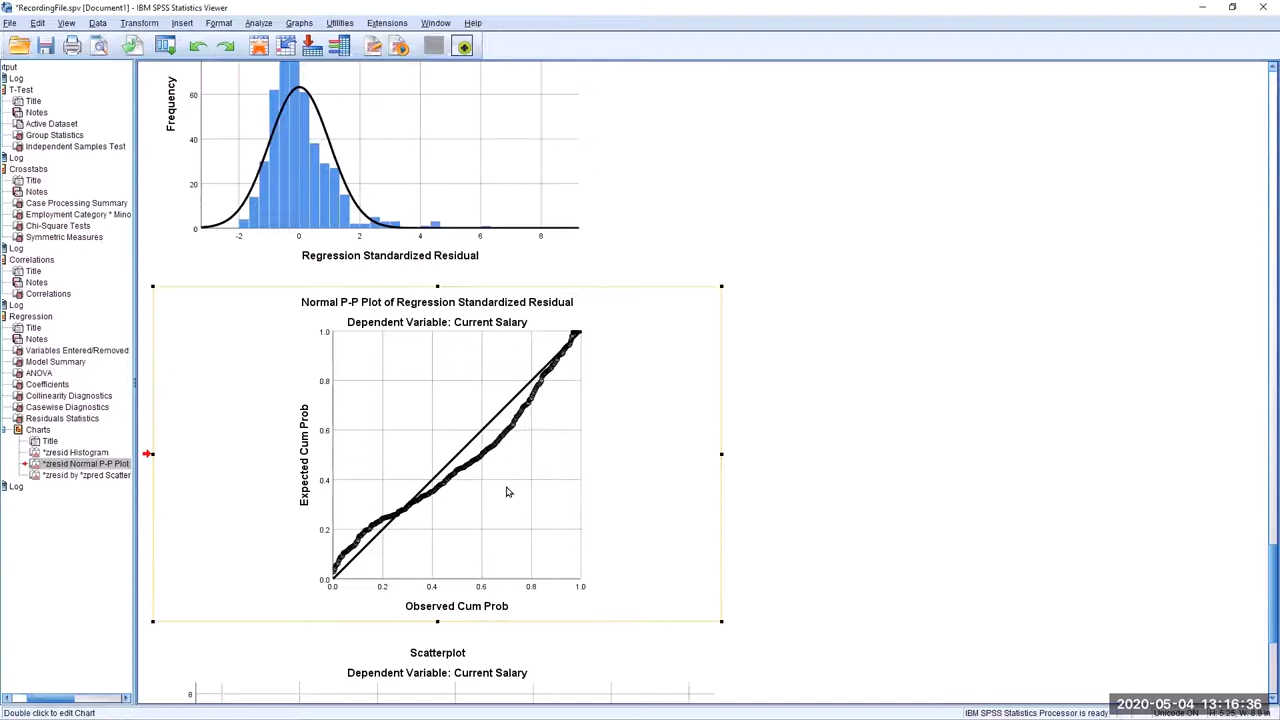 *RecordingFile.spv [Document1] - IBM SPSS Statistics Viewer
File Edit View Data Transform Insert Format Analyze Graphs Utilities Extensions Window Help
tput
Log
T-Test
Title
Notes
Active Dataset
Group Statistics
Independent Samples Test
Log
Crosstabs
Title
Notes
Case Processing Summary
Employment Category * Mino
Chi-Square Tests
Symmetric Measures
Log
Correlations
Title
Notes
Correlations
Log
Regression
Title
Notes
Variables Entered/Removed
Model Summary
ANOVA
Coefficients
Collinearity Diagnostics
Casewise Diagnostics
Residuals Statistics
Charts
Title
*zresid Histogram
*zresid Normal P-P Plot
*zresid by *zpred Scatter
Log
Frequency
60
40
20
0
-2 0 2 4 6 8
Regression Standardized Residual
Normal P-P Plot of Regression Standardized Residual
Dependent Variable: Current Salary
Expected Cum Prob
1.0
0.8
0.6
0.4
0.2
0.0
0.0 0.2 0.4 0.6 0.8 1.0
Observed Cum Prob
Scatterplot
Dependent Variable: Current Salary
8
2020-05-04 13:16:36
Double click to edit Chart
IBM SPSS Statistics Processor is ready
Unicode:ON H: 5.25, W: 8.9 in